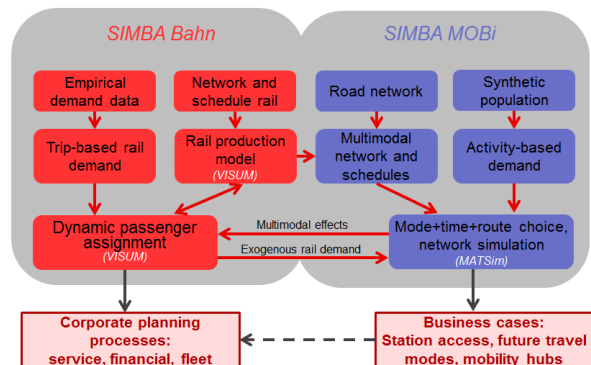 SIMBA Bahn
SIMBA MOBi
Empirical
demand data
Network and
schedule rail
Road network
Synthetic
population
Trip-based rail
demand
Rail production
model
(VISUM)
Multimodal
network and
schedules
Activity-based
demand
Dynamic passenger
assignment
(VISUM)
Multimodal effects
Exogenous rail demand
Mode+time+route choice,
network simulation
(MATSim)
Corporate planning
processes:
service, financial, fleet
Business cases:
Station access, future travel
modes, mobility hubs